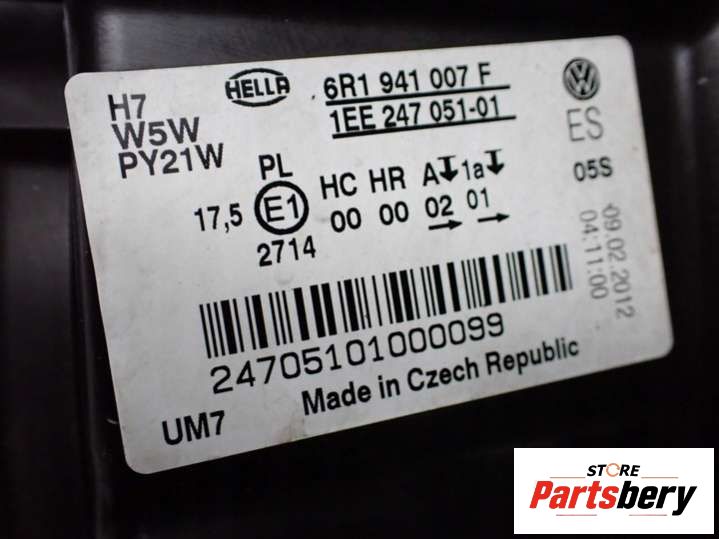 H7
W5W
PY21W
HELLA
6R1 941 007 F
1EE 247 051-01
VW
ES
05S
PL
17,5
E1
2714
HC HR A 1a
00 00 02 01
09.02.2012
04:11:00
24705101000099
Made in Czech Republic
UM7
STORE
Partsbery